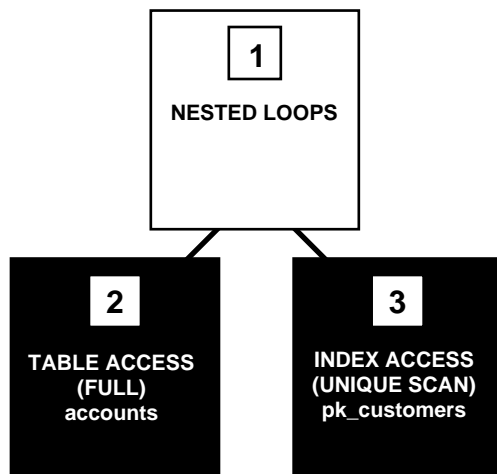 1
NESTED LOOPS
2
TABLE ACCESS
(FULL)
accounts
3
INDEX ACCESS
(UNIQUE SCAN)
pk_customers